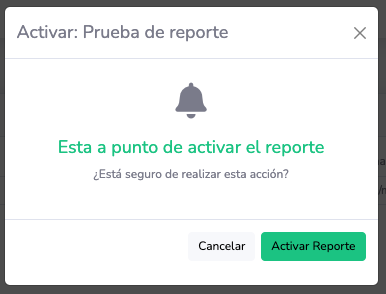 Activar: Prueba de reporte
Esta a punto de activar el reporte
¿Está seguro de realizar esta acción?
Cancelar
Activar Reporte